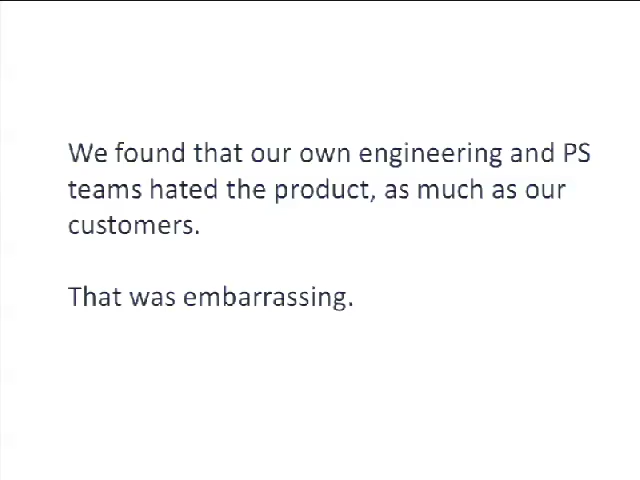 We found that our own engineering and PS
teams hated the product, as much as our
customers.
That was embarrassing.